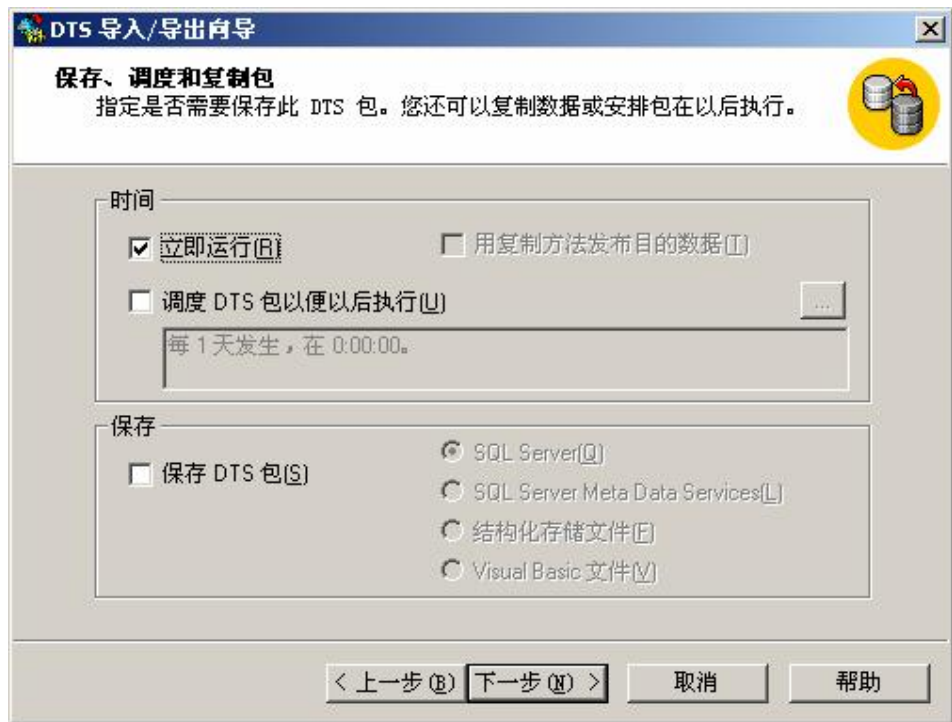 DTS 导入/导出向导
保存、调度和复制包
指定是否需要保存此 DTS 包。您还可以复制数据或安排包在以后执行。
时间
立即运行(R)
用复制方法发布目的数据(T)
调度 DTS 包以便以后执行(U)
...
每 1 天发生，在 0:00:00。
保存
保存 DTS 包(S)
SQL Server(Q)
SQL Server Meta Data Services(L)
结构化存储文件(F)
Visual Basic 文件(V)
< 上一步(B)
下一步(N) >
取消
帮助